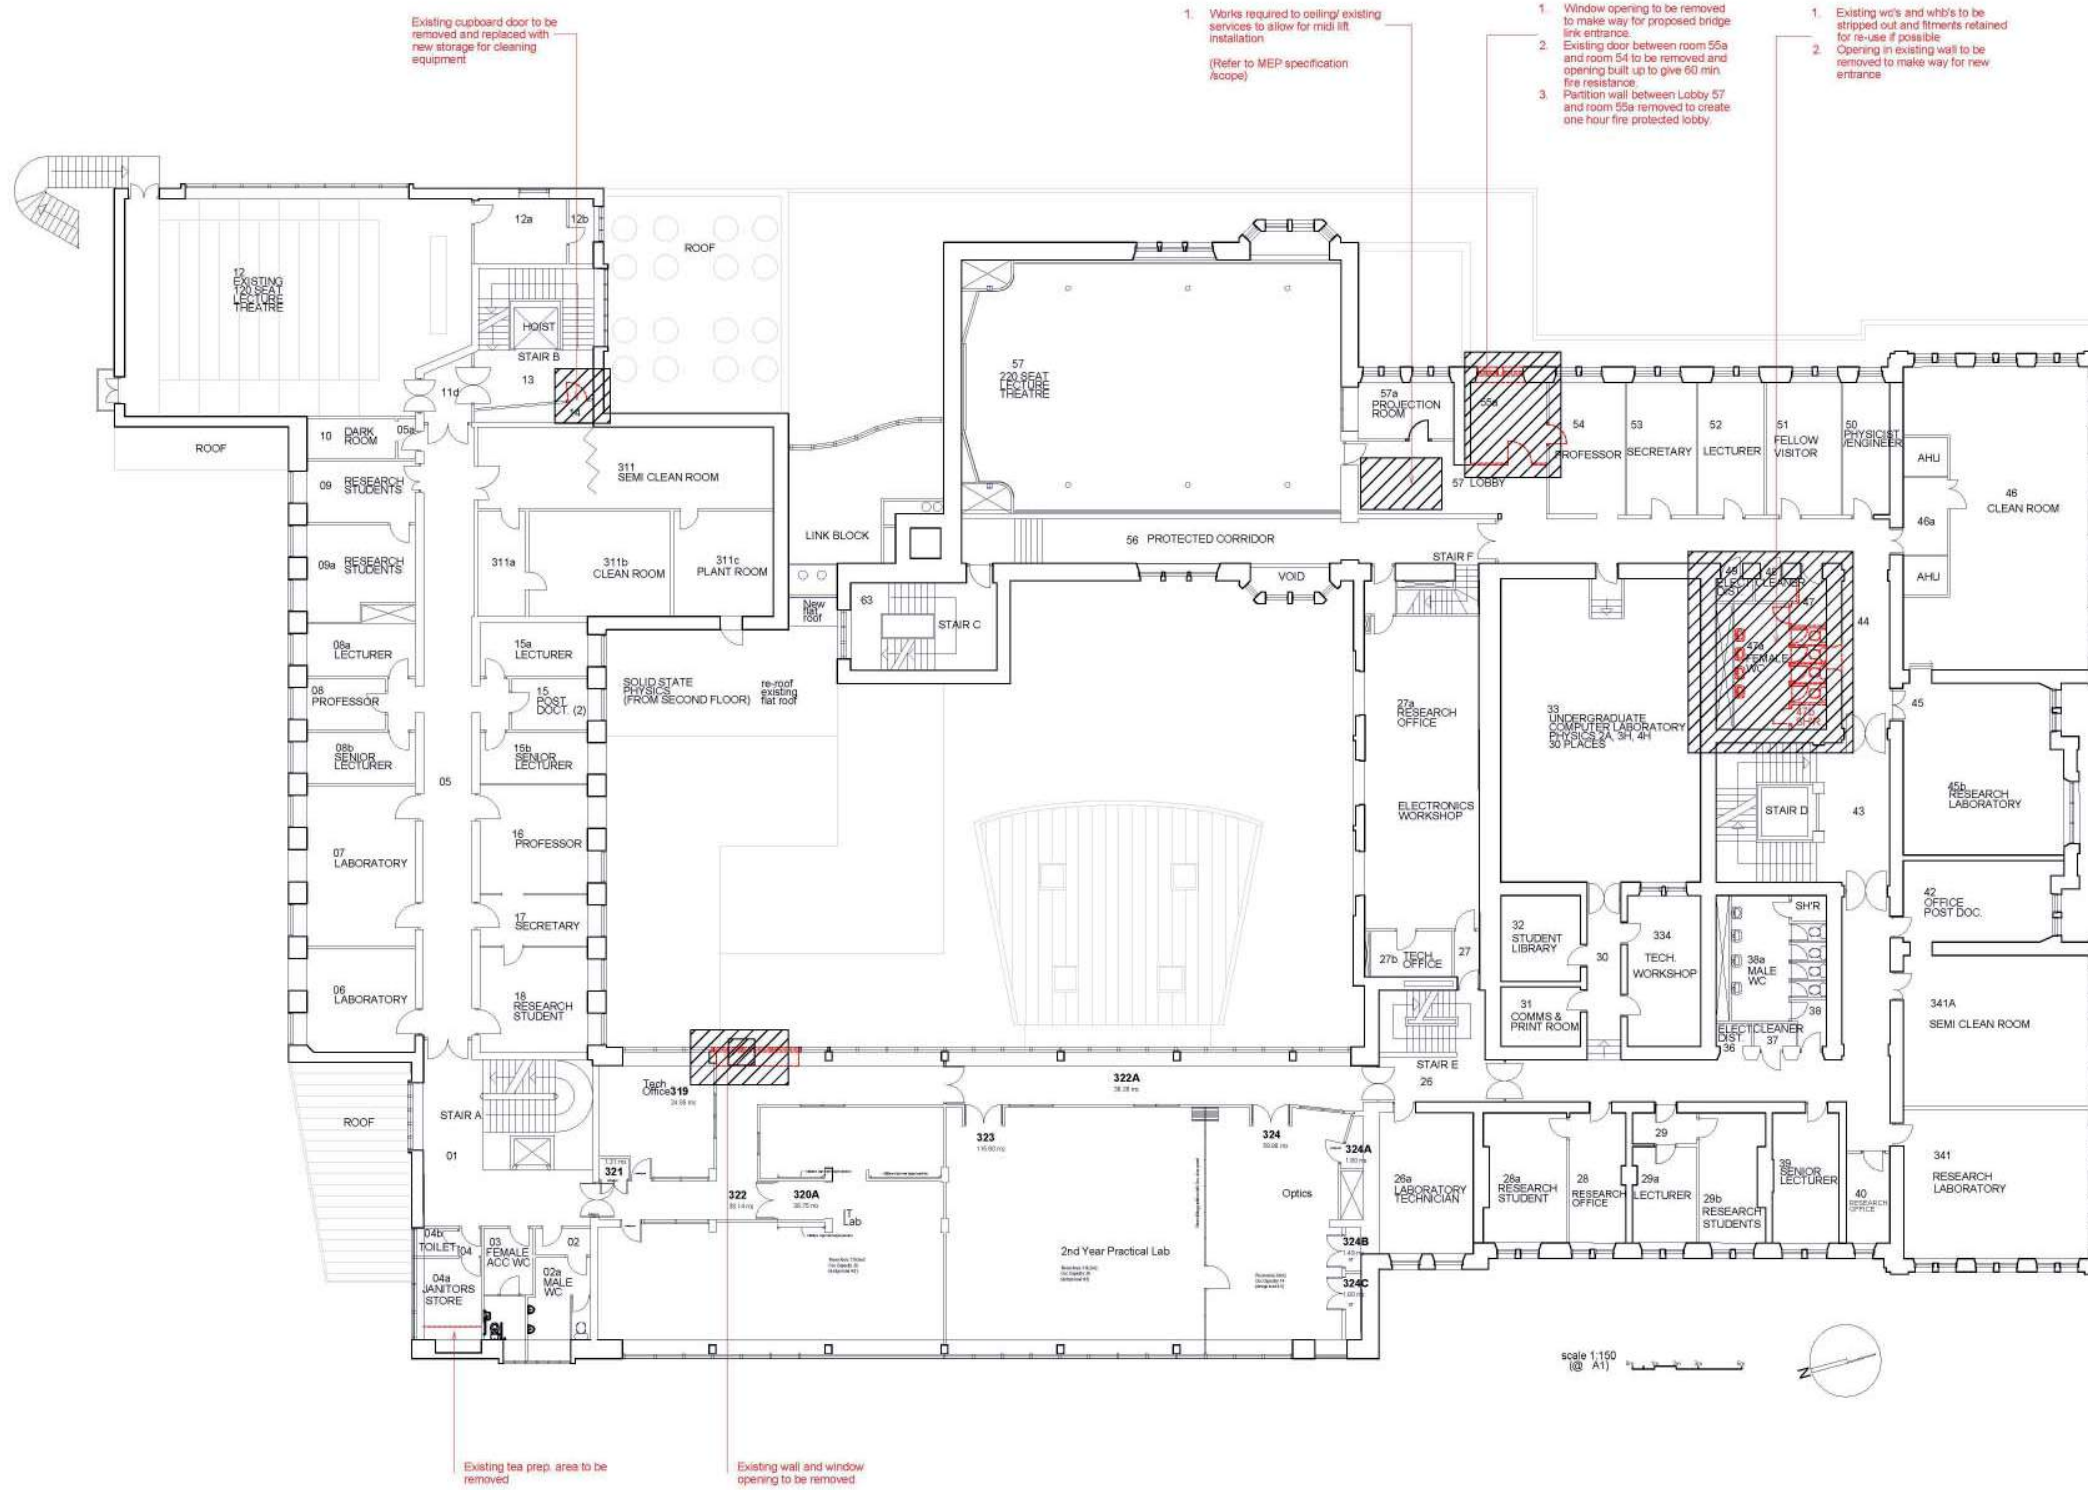 Existing cupboard door to be
removed and replaced with
new storage for cleaning
equipment
1. Works required to ceiling/ existing
services to allow for midi lift
installation
(Refer to MEP specification
/scope)
1. Window opening to be removed
to make way for proposed bridge
link entrance.
2. Existing door between room 55a
and room 54 to be removed and
opening built up to give 60 min
fire resistance
3. Partition wall between Lobby 57
and room 55a removed to create
one hour fire protected lobby.
1. Existing wc's and whb's to be
stripped out and fitments retained
for re-use if possible
2. Opening in existing wall to be
removed to make way for new
entrance
12
EXISTING
120 SEAT
LECTURE
THEATRE
12a
12b
ROOF
HOIST
STAIR B
13
14
11d
ROOF
10
DARK
ROOM
05a
09
RESEARCH
STUDENTS
09a
RESEARCH
STUDENTS
311
SEMI CLEAN ROOM
311a
311b
CLEAN ROOM
311c
PLANT ROOM
LINK BLOCK
New
flat
roof
57
220 SEAT
LECTURE
THEATRE
57a
PROJECTION
ROOM
55a
57 LOBBY
54
PROFESSOR
53
SECRETARY
52
LECTURER
51
FELLOW
VISITOR
50
PHYSICIST
/ENGINEER
AHU
46
CLEAN ROOM
46a
AHU
56 PROTECTED CORRIDOR
STAIR F
VOID
63
STAIR C
08a
LECTURER
08
PROFESSOR
08b
SENIOR
LECTURER
15a
LECTURER
15
POST
DOCT. (2)
15b
SENIOR
LECTURER
SOLID STATE
PHYSICS
(FROM SECOND FLOOR)
re-roof
existing
flat roof
05
07
LABORATORY
16
PROFESSOR
17
SECRETARY
06
LABORATORY
18
RESEARCH
STUDENT
27a
RESEARCH
OFFICE
ELECTRONICS
WORKSHOP
33
UNDERGRADUATE
COMPUTER LABORATORY
PHYSICS 2A, 3H, 4H
30 PLACES
49
ELECT
DIST.
48
CLEANER
47
47a
FEMALE
WC
47b
SH'R
44
45
45b
RESEARCH
LABORATORY
STAIR D
43
42
OFFICE
POST DOC.
32
STUDENT
LIBRARY
30
334
TECH.
WORKSHOP
SH'R
38a
MALE
WC
38
27b
TECH
OFFICE
27
31
COMMS &
PRINT ROOM
ELECT
DIST.
36
CLEANER
37
341A
SEMI CLEAN ROOM
STAIR E
26
ROOF
STAIR A
01
Tech
Office
319
321
322
322A
323
324
324A
324B
324C
320A
IT
Lab
2nd Year Practical Lab
Optics
26a
LABORATORY
TECHNICIAN
28a
RESEARCH
STUDENT
28
RESEARCH
OFFICE
29
29a
LECTURER
29b
RESEARCH
STUDENTS
39
SENIOR
LECTURER
40
RESEARCH
OFFICE
341
RESEARCH
LABORATORY
04b
TOILET
04
03
FEMALE
ACC WC
02
02a
MALE
WC
04a
JANITORS
STORE
scale 1:150
(@ A1)
N
Existing tea prep. area to be
removed
Existing wall and window
opening to be removed